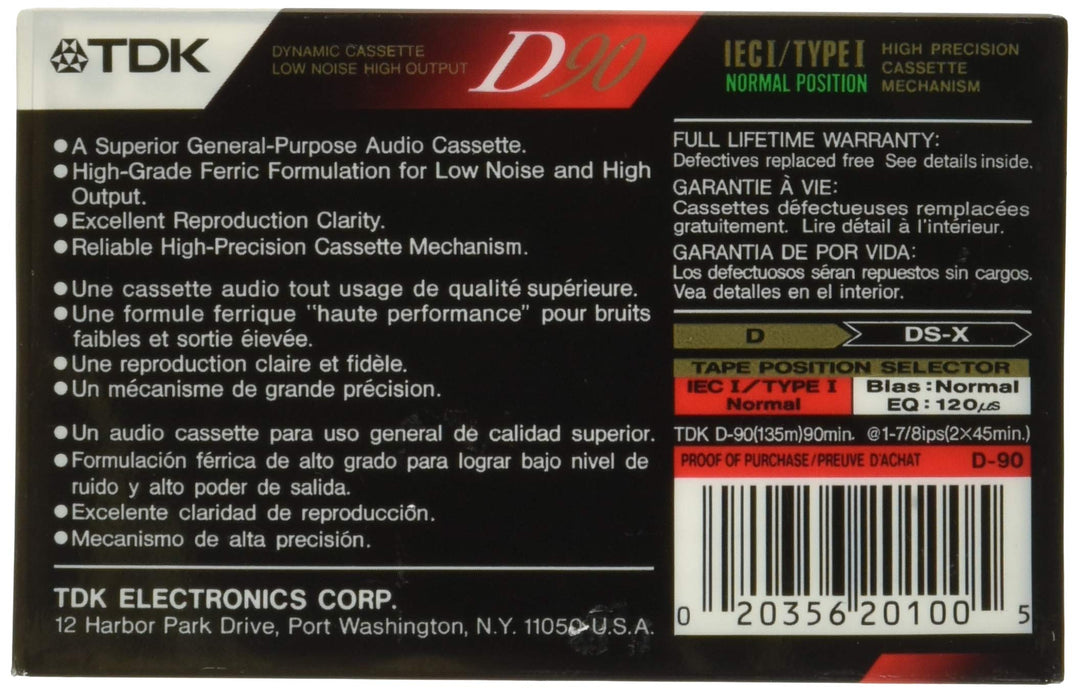 TDK
DYNAMIC CASSETTE
LOW NOISE HIGH OUTPUT
D90
IECI/TYPE I
NORMAL POSITION
HIGH PRECISION
CASSETTE
MECHANISM
●A Superior General-Purpose Audio Cassette.
●High-Grade Ferric Formulation for Low Noise and High
Output.
●Excellent Reproduction Clarity.
●Reliable High-Precision Cassette Mechanism.
●Une cassette audio tout usage de qualité supérieure.
●Une formule ferrique "haute performance" pour bruits
faibles et sortie éievée.
●Une reproduction claire et fidèle.
●Un mécanisme de grande précision.
●Un audio cassette para uso general de calidad superior.
●Formulación férrica de alto grado para lograr bajo nivel de
ruido y alto poder de salida.
●Excelente claridad de reproducción.
●Mecanismo de alta precisión.
TDK ELECTRONICS CORP.
12 Harbor Park Drive, Port Washington, N.Y. 11050 U.S.A.
FULL LIFETIME WARRANTY:
Defectives replaced free See details inside.
GARANTIE À VIE:
Cassettes défectueuses remplacées
gratuitement. Lire détail à l'intérieur.
GARANTIA DE POR VIDA:
Los defectuosos séran repuestos sin cargos.
Vea detalles en el interior.
D DS-X
TAPE POSITION SELECTOR
IEC I/TYPE I
Normal
Bias:Normal
EQ:120μs
TDK D-90(135m)90min. @1-7/8ips(2×45min.)
PROOF OF PURCHASE/PREUVE D'ACHAT D-90
0 20356 20100 5